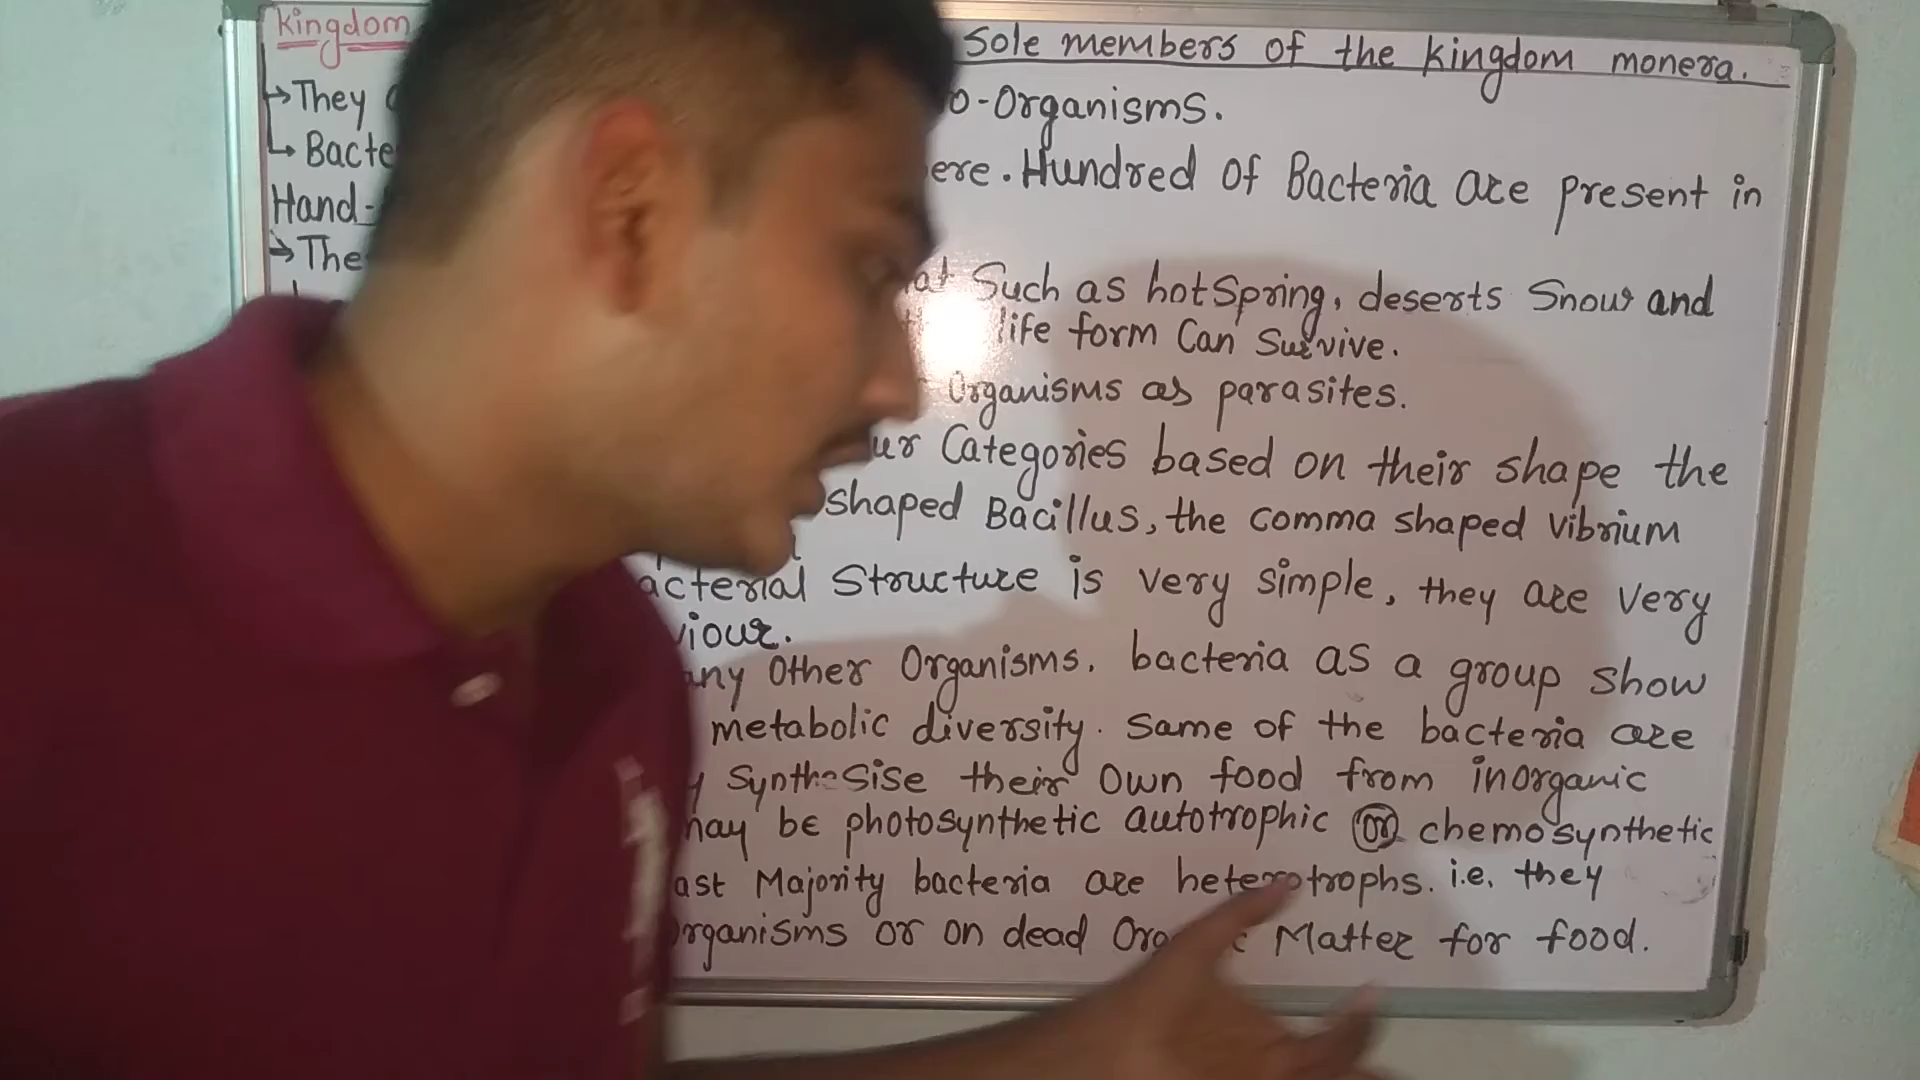 Kingdom Sole members of the kingdom monera.
They O-Organisms.
Bacte ere. Hundred of Bacteria are present in
Hand-
The at Such as hotSpring, deserts Snow and
life form Can Survive.
Organisms as parasites.
ur Categories based on their shape the
shaped Bacillus, the comma shaped vibrium
acterial Structure is very simple, they are very
viour.
any Other Organisms. bacteria as a group show
metabolic diversity. Same of the bacteria are
y Synthesise their own food from inorganic
may be photosynthetic autotrophic or chemosynthetic
ast Majority bacteria are heterotrophs. i.e. they
organisms or on dead Matter for food.